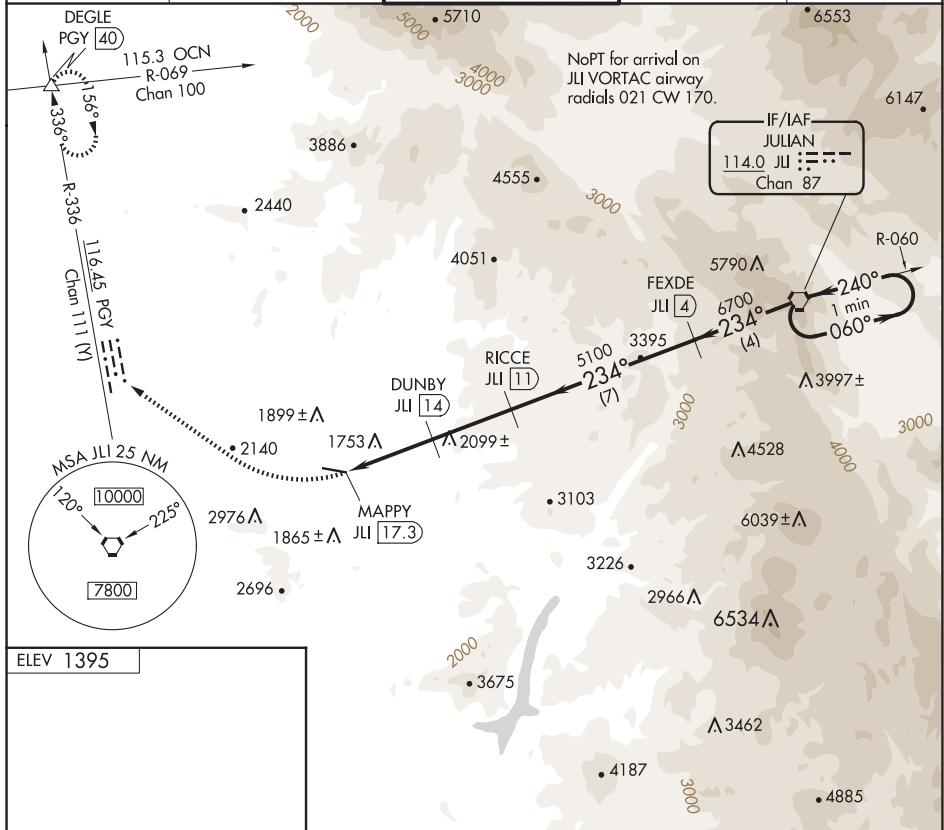 2000
5000
5710
6553
DEGLE
PGY 40
115.3 OCN
R-069
Chan 100
4000
3000
NoPT for arrival on
JLI VORTAC airway
radials 021 CW 170.
6147
156°
336°
3886
IF/IAF
JULIAN
114.0 JLI
Chan 87
4555
3000
2440
R-336
116.45 PGY
Chan 111 (Y)
4051
R-060
5790
FEXDE
JLI 4
6700
234°
(4)
240°
1 min
060°
3395
5100
234°
(7)
RICCE
JLI 11
DUNBY
JLI 14
3997±
3000
3000
1899±
1753
2099±
2140
4528
4000
MSA JLI 25 NM
10000
120°
225°
7800
MAPPY
JLI 17.3
3103
2976
1865±
6039±
3226
2696
2966
6534
ELEV 1395
2000
3675
3462
4187
3000
4885